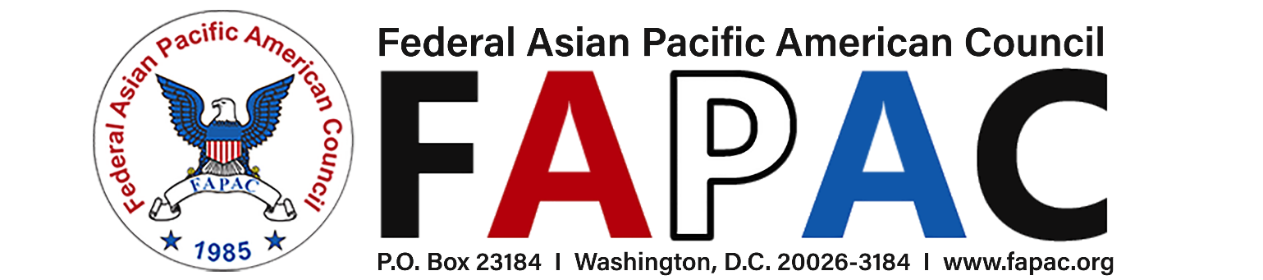 Federal Asian Pacific American Council
FAPAC
1985
Federal Asian Pacific American Council
FAPAC
P.O. Box 23184 I Washington, D.C. 20026-3184 I www.fapac.org